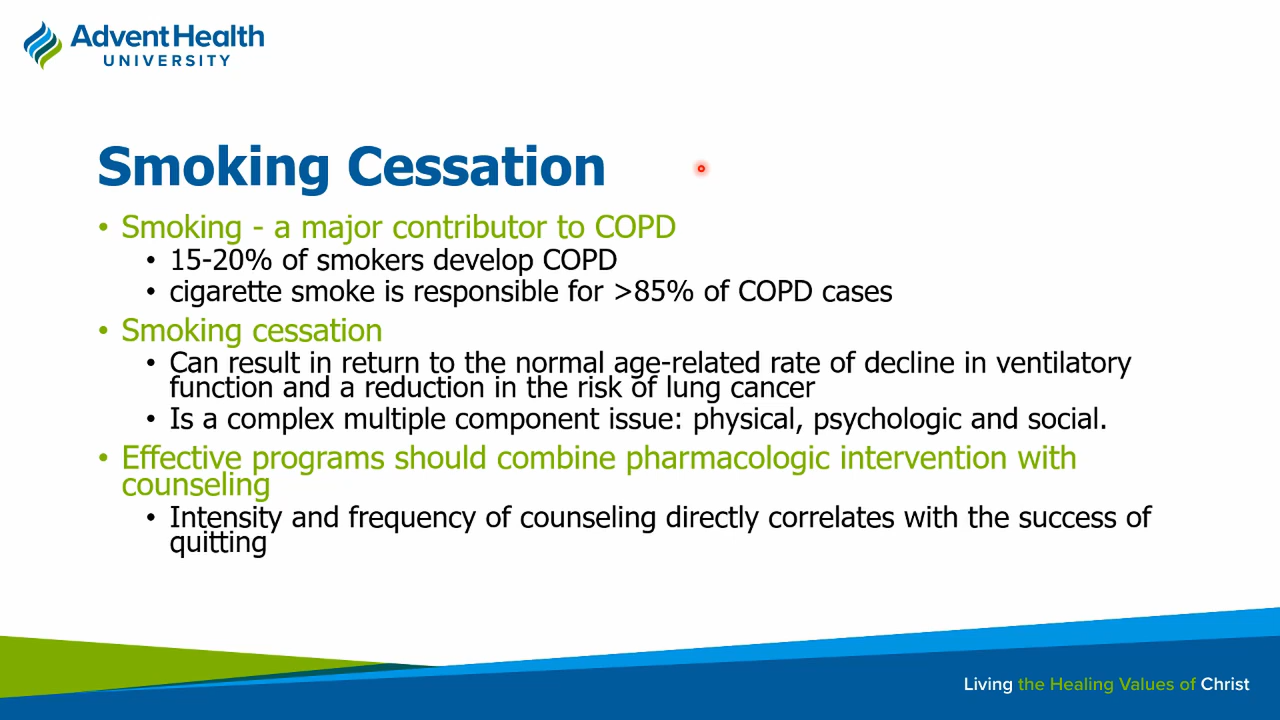 AdventHealth
UNIVERSITY
Smoking Cessation
• Smoking - a major contributor to COPD
• 15-20% of smokers develop COPD
• cigarette smoke is responsible for >85% of COPD cases
• Smoking cessation
• Can result in return to the normal age-related rate of decline in ventilatory
function and a reduction in the risk of lung cancer
• Is a complex multiple component issue: physical, psychologic and social.
• Effective programs should combine pharmacologic intervention with
counseling
• Intensity and frequency of counseling directly correlates with the success of
quitting
Living the Healing Values of Christ